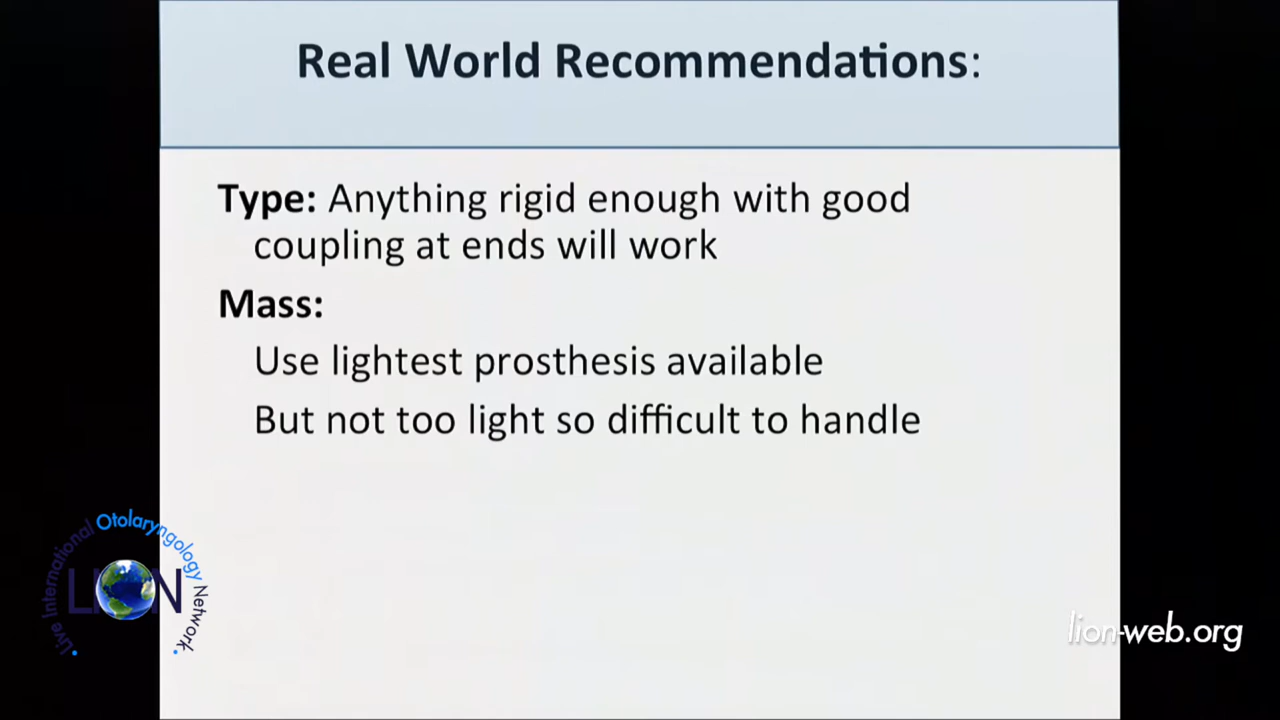 Real World Recommendations:
Type: Anything rigid enough with good
coupling at ends will work
Mass:
Use lightest prosthesis available
But not too light so difficult to handle
Live International Otolaryngology Network
LION
lion-web.org